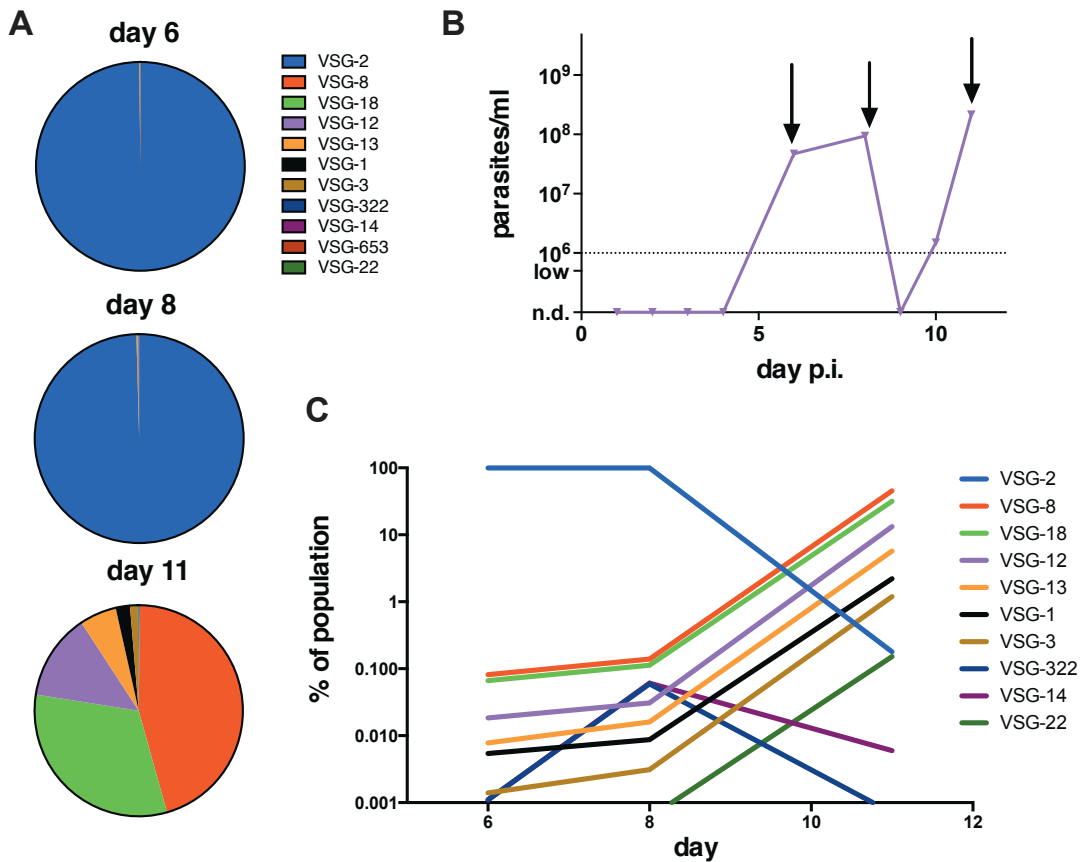 A
day 6
VSG-2
VSG-8
VSG-18
VSG-12
VSG-13
VSG-1
VSG-3
VSG-322
VSG-14
VSG-653
VSG-22
day 8
day 11
B
parasites/ml
10⁹
10⁸
10⁷
10⁶
low
n.d.
0 5 10
day p.i.
C
% of population
100
10
1
0.100
0.010
0.001
6 8 10 12
day
VSG-2
VSG-8
VSG-18
VSG-12
VSG-13
VSG-1
VSG-3
VSG-322
VSG-14
VSG-22